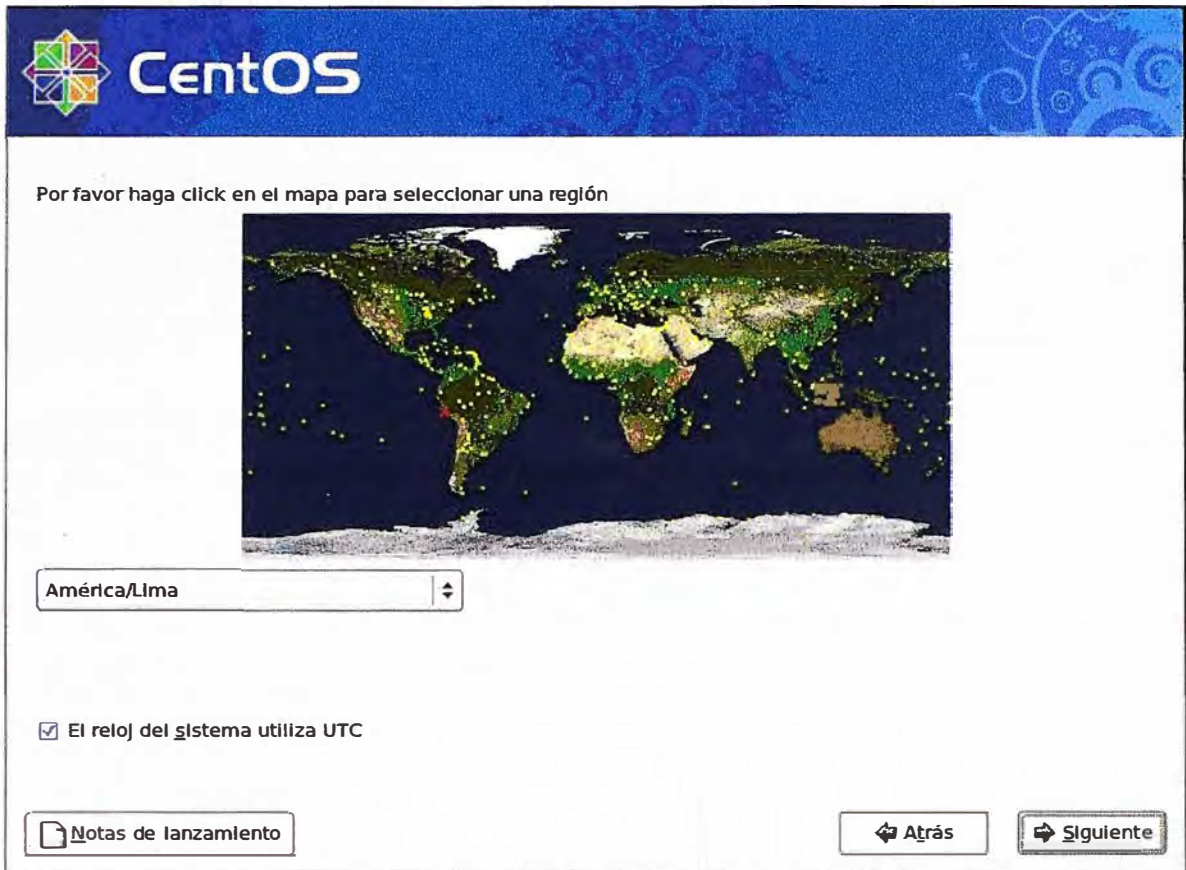 CentOS
Por favor haga click en el mapa para seleccionar una región
América/Lima
El reloj del sistema utiliza UTC
Notas de lanzamiento
Atrás
Siguiente